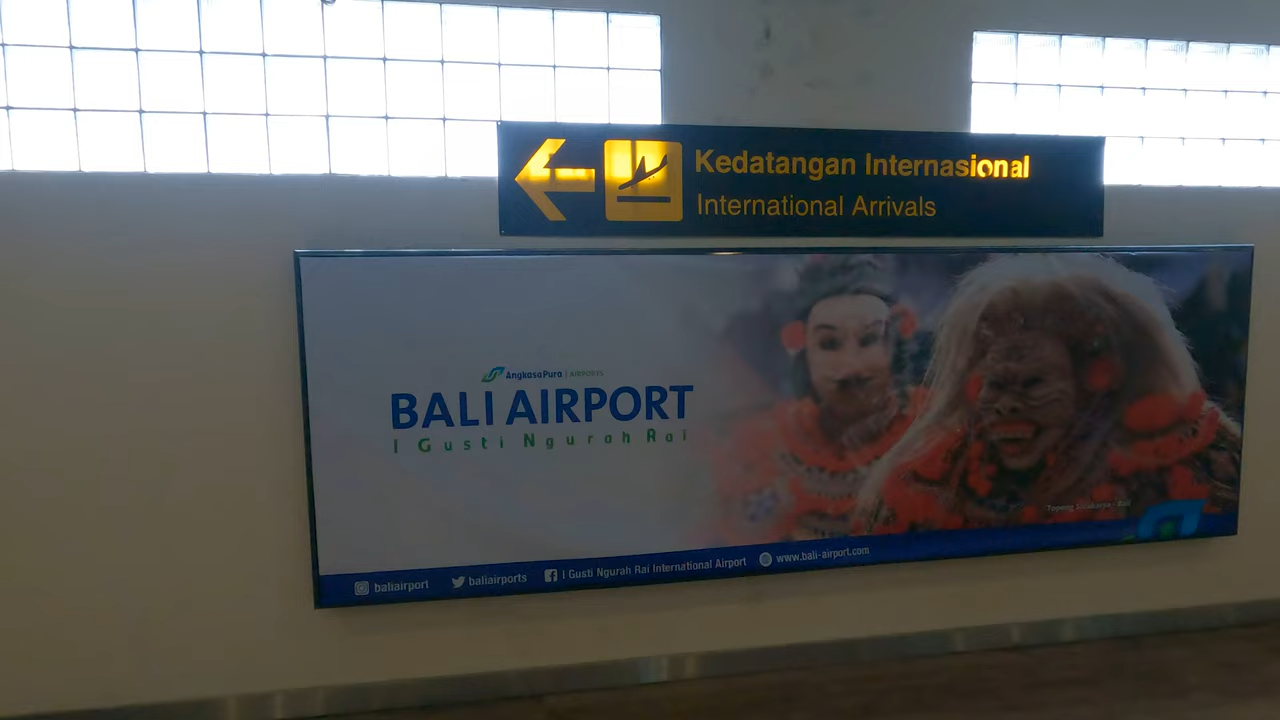 Kedatangan Internasional
International Arrivals
AngkasaPura | AIRPORTS
BALI AIRPORT
I Gusti Ngurah Rai
baliairport
baliairports
I Gusti Ngurah Rai International Airport
www.bali-airport.com